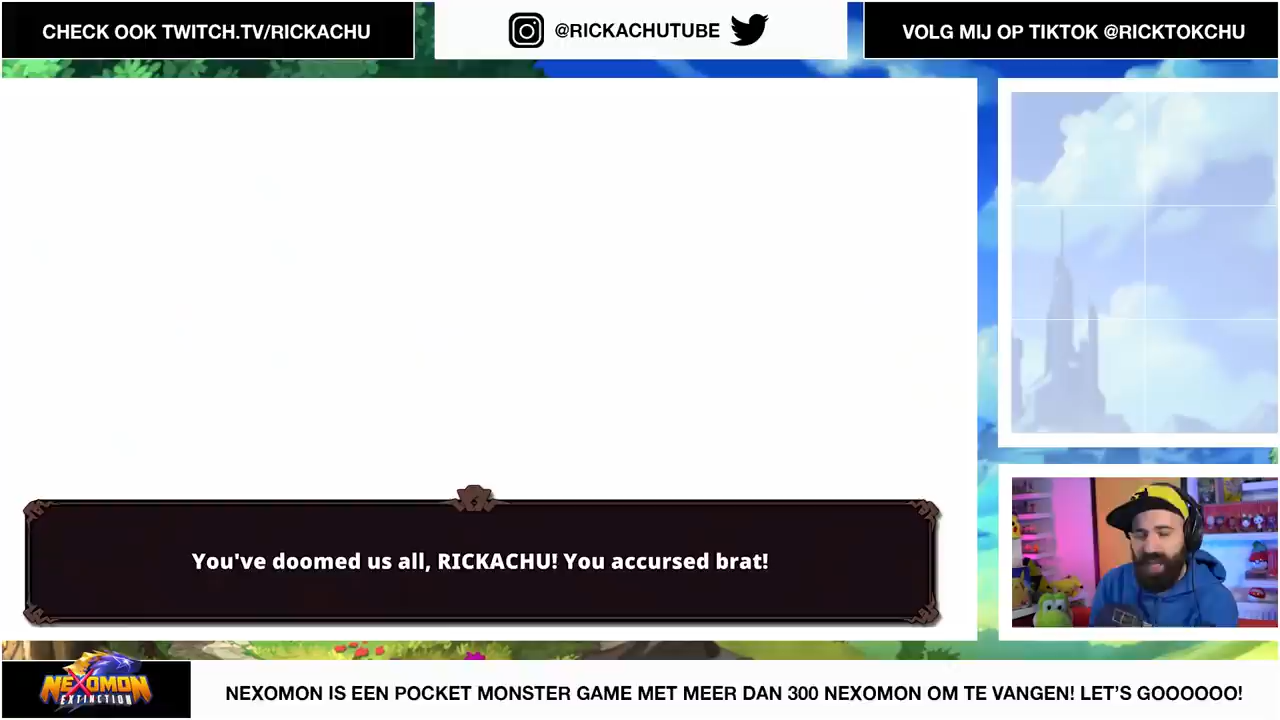 CHECK OOK TWITCH.TV/RICKACHU
@RICKACHUTUBE
VOLG MIJ OP TIKTOK @RICKTOKCHU
You've doomed us all, RICKACHU! You accursed brat!
NEXOMON
EXTINCTION
NEXOMON IS EEN POCKET MONSTER GAME MET MEER DAN 300 NEXOMON OM TE VANGEN! LET'S GOOOOOO!